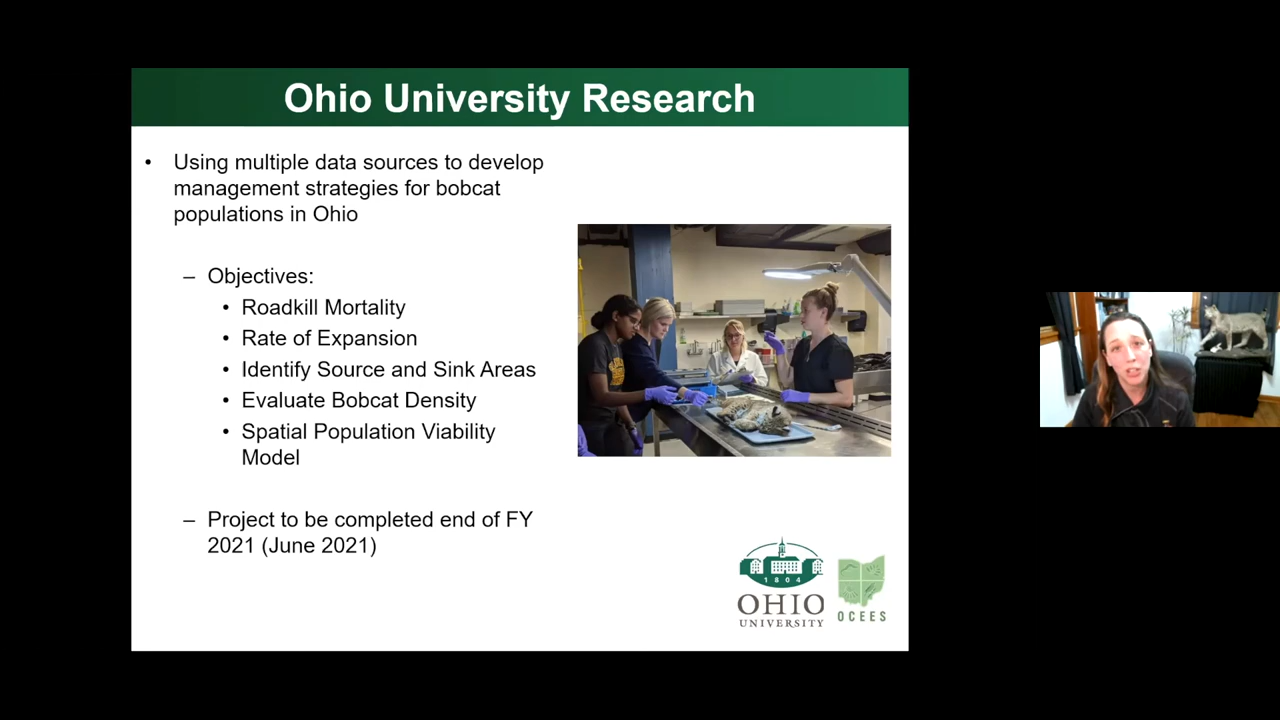 Ohio University Research
• Using multiple data sources to develop
management strategies for bobcat
populations in Ohio
– Objectives:
• Roadkill Mortality
• Rate of Expansion
• Identify Source and Sink Areas
• Evaluate Bobcat Density
• Spatial Population Viability
Model
– Project to be completed end of FY
2021 (June 2021)
1804
OHIO
UNIVERSITY
OCEES